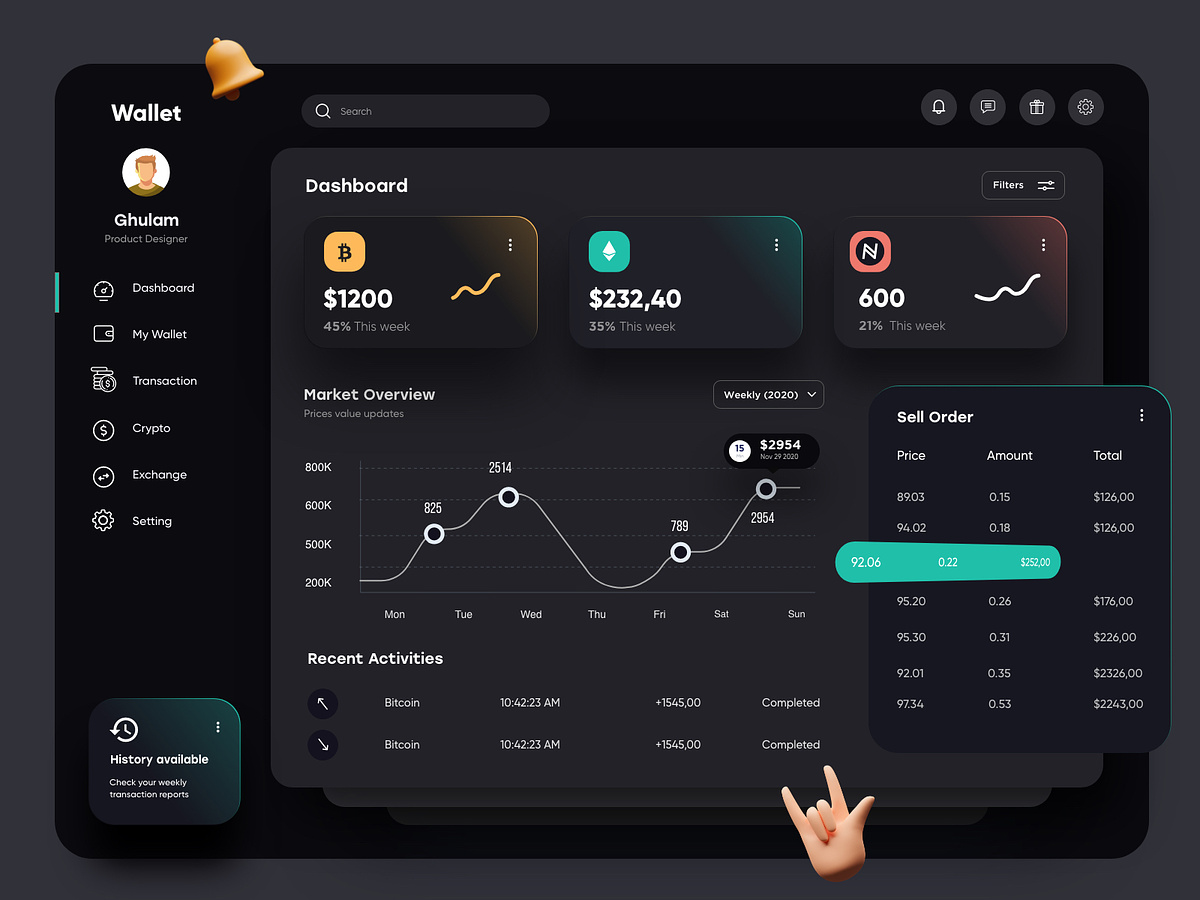 Wallet
Search
Ghulam
Product Designer
Dashboard
My Wallet
Transaction
Crypto
Exchange
Setting
History available
Check your weekly
transaction reports
Dashboard
Filters
$1200
45% This week
$232,40
35% This week
600
21% This week
Market Overview
Prices value updates
Weekly (2020)
800K
600K
500K
200K
825
2514
789
2954
15
$2954
Nov 29 2020
Mon Tue Wed Thu Fri Sat Sun
Recent Activities
Bitcoin 10:42:23 AM +1545,00 Completed
Bitcoin 10:42:23 AM +1545,00 Completed
Sell Order
Price Amount Total
89.03 0.15 $126,00
94.02 0.18 $126,00
92.06 0.22 $252,00
95.20 0.26 $176,00
95.30 0.31 $226,00
92.01 0.35 $2326,00
97.34 0.53 $2243,00